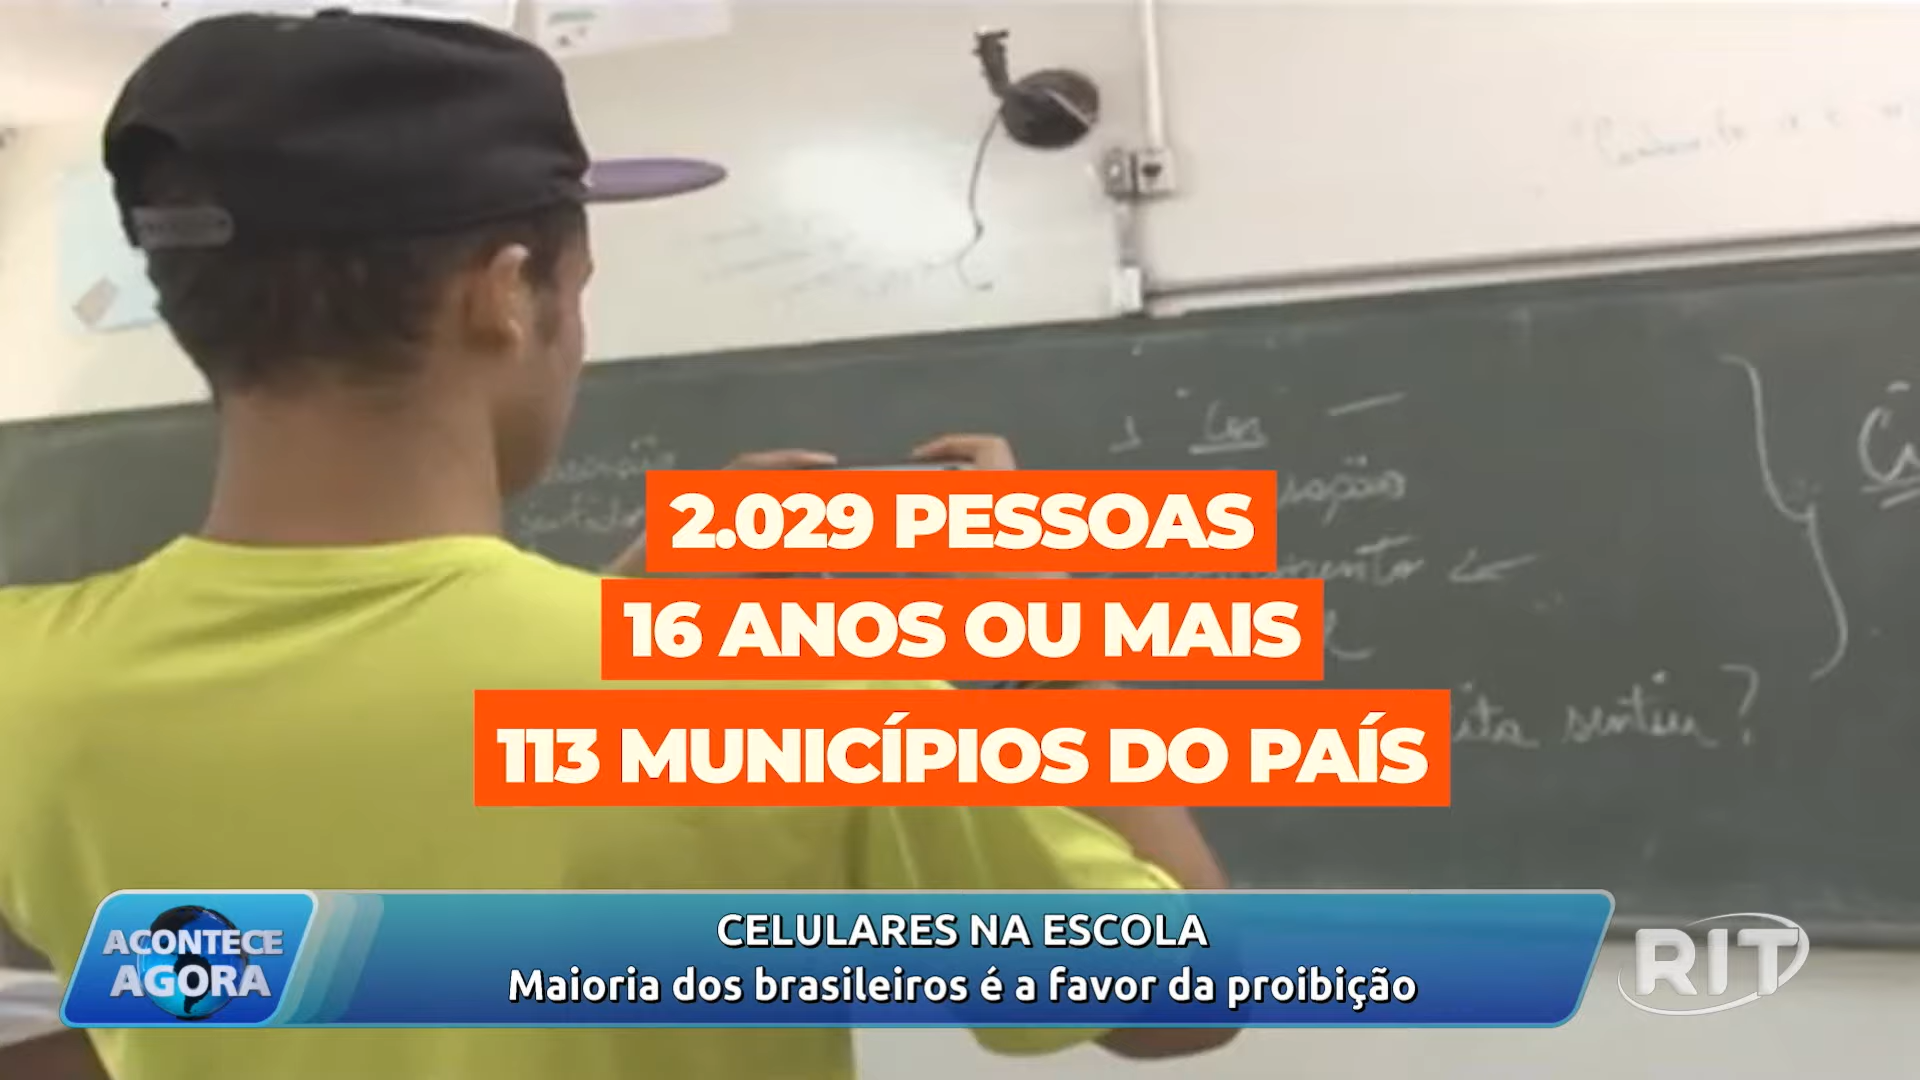 2.029 PESSOAS
16 ANOS OU MAIS
113 MUNICÍPIOS DO PAÍS
CELULARES NA ESCOLA
Maioria dos brasileiros é a favor da proibição
ACONTECE
AGORA
RIT